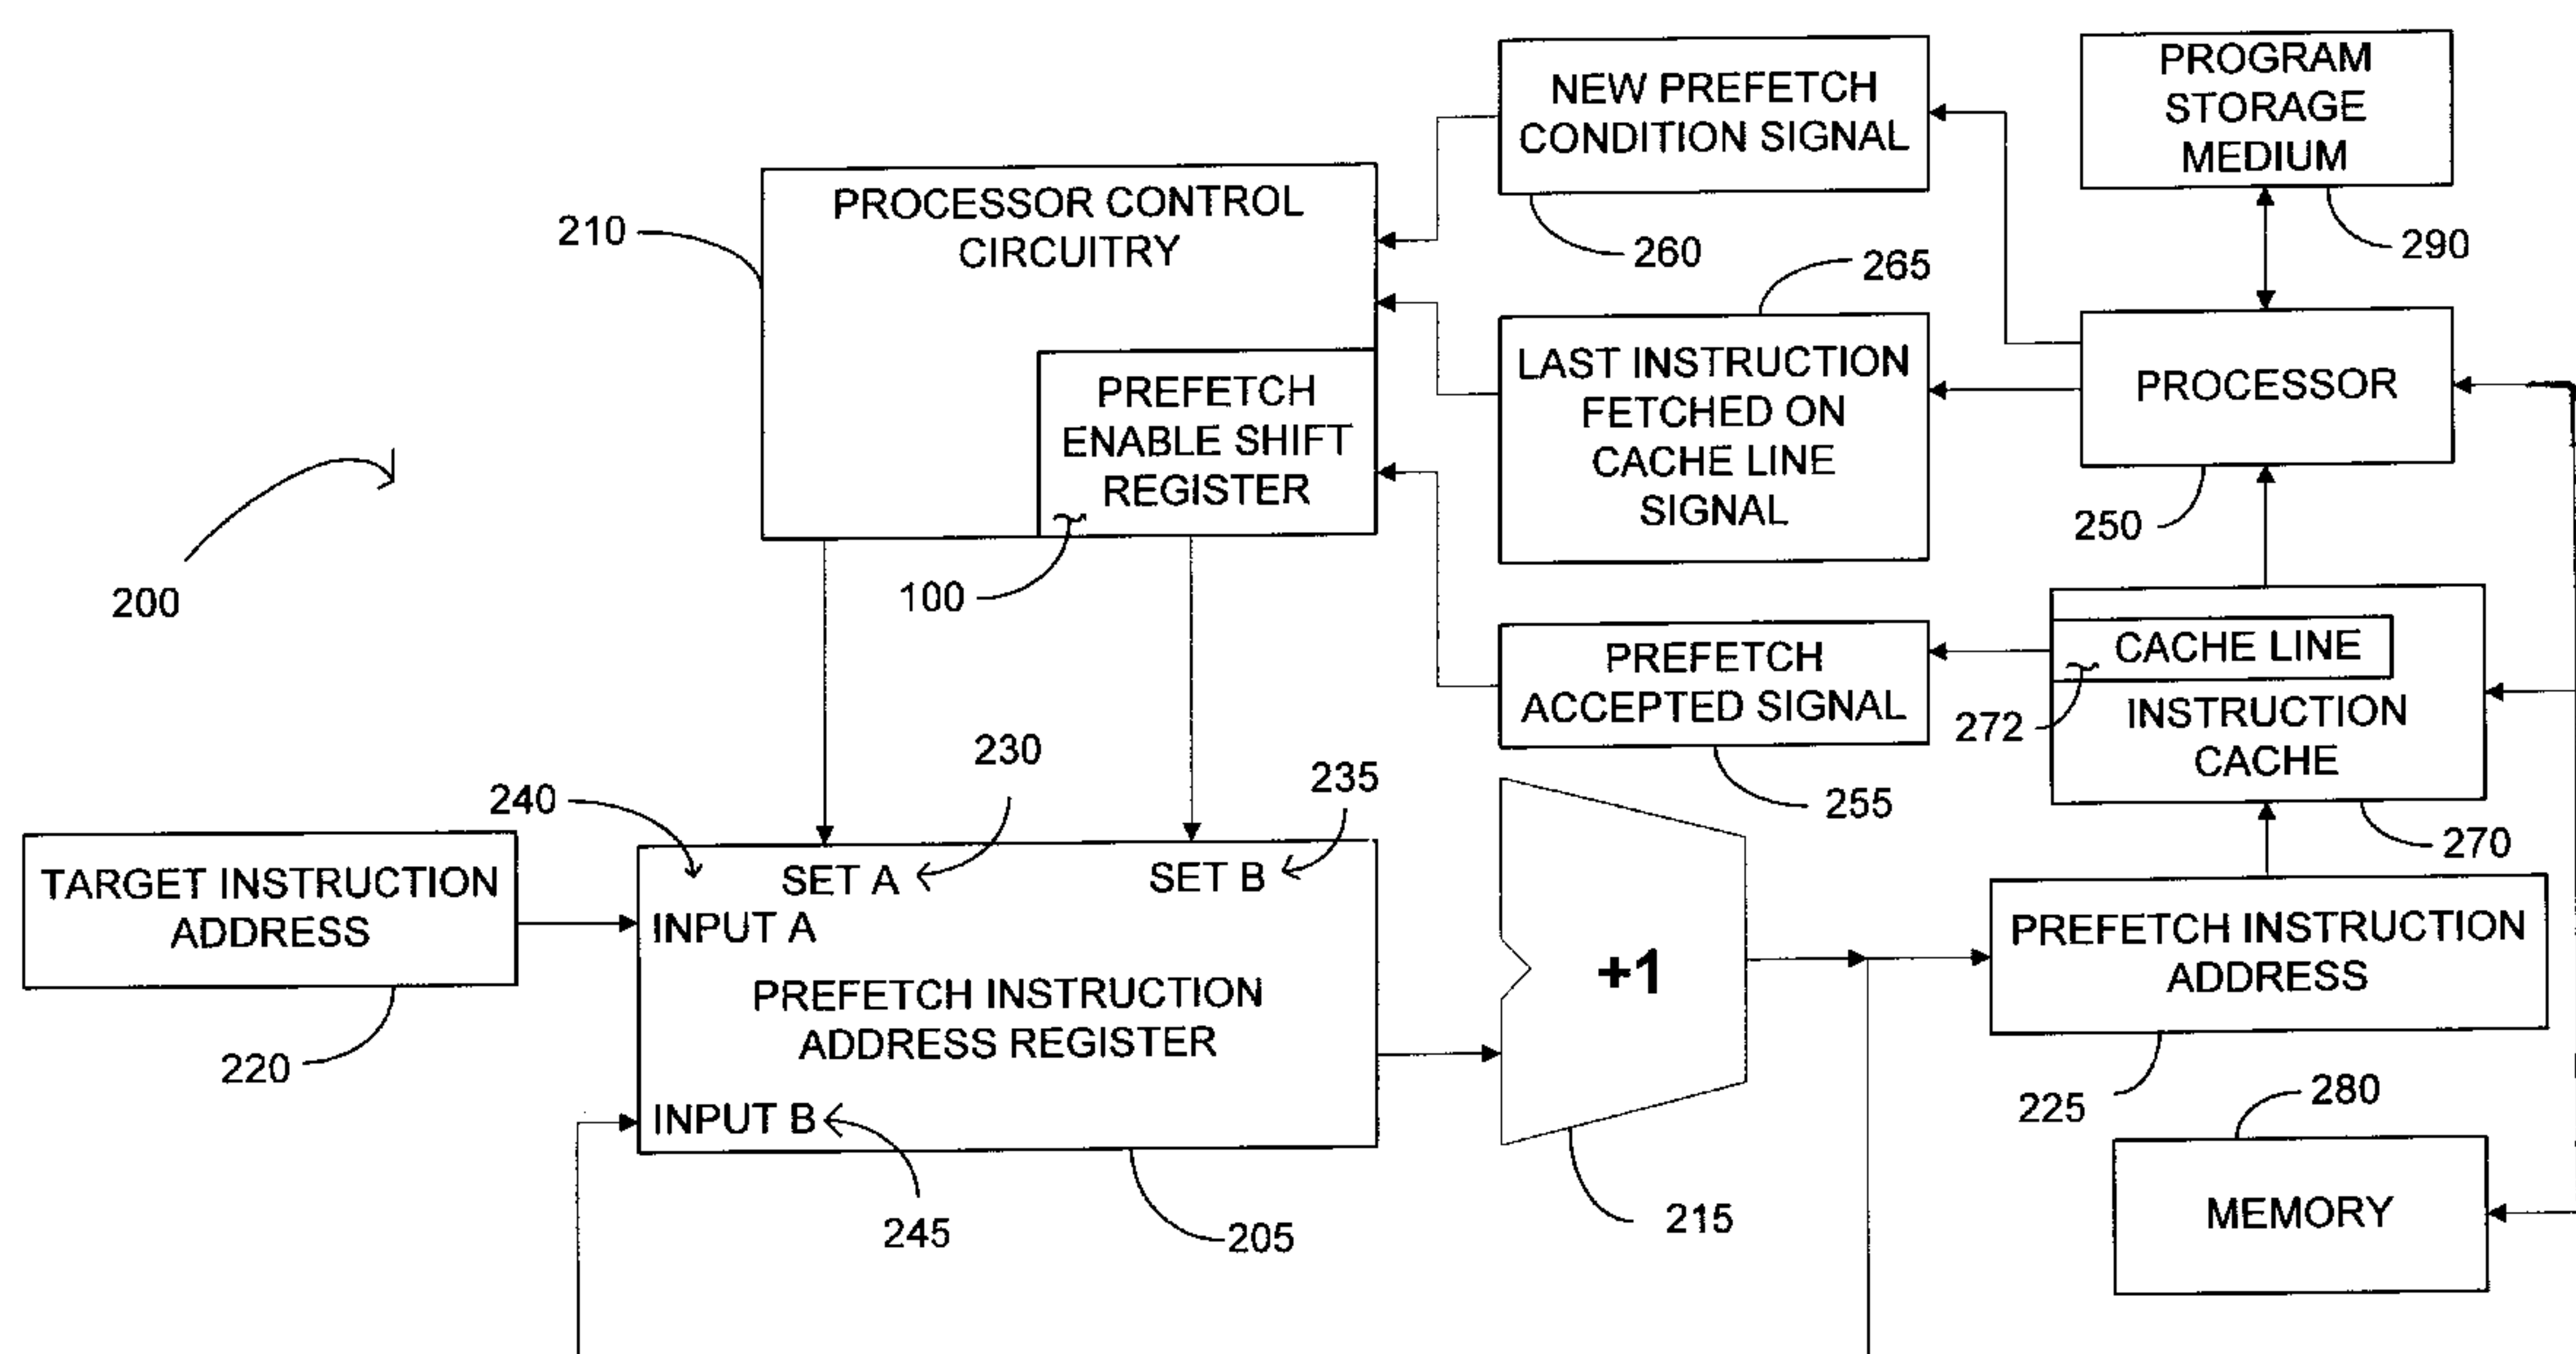 NEW PREFETCH
CONDITION SIGNAL
260
PROGRAM
STORAGE
MEDIUM
290
PROCESSOR CONTROL
CIRCUITRY
210
PREFETCH
ENABLE SHIFT
REGISTER
100
265
LAST INSTRUCTION
FETCHED ON
CACHE LINE
SIGNAL
PROCESSOR
250
200
PREFETCH
ACCEPTED SIGNAL
255
CACHE LINE
272
INSTRUCTION
CACHE
270
240
230
235
TARGET INSTRUCTION
ADDRESS
220
SET A
SET B
INPUT A
PREFETCH INSTRUCTION
ADDRESS REGISTER
INPUT B
245
205
+1
215
PREFETCH INSTRUCTION
ADDRESS
225
280
MEMORY